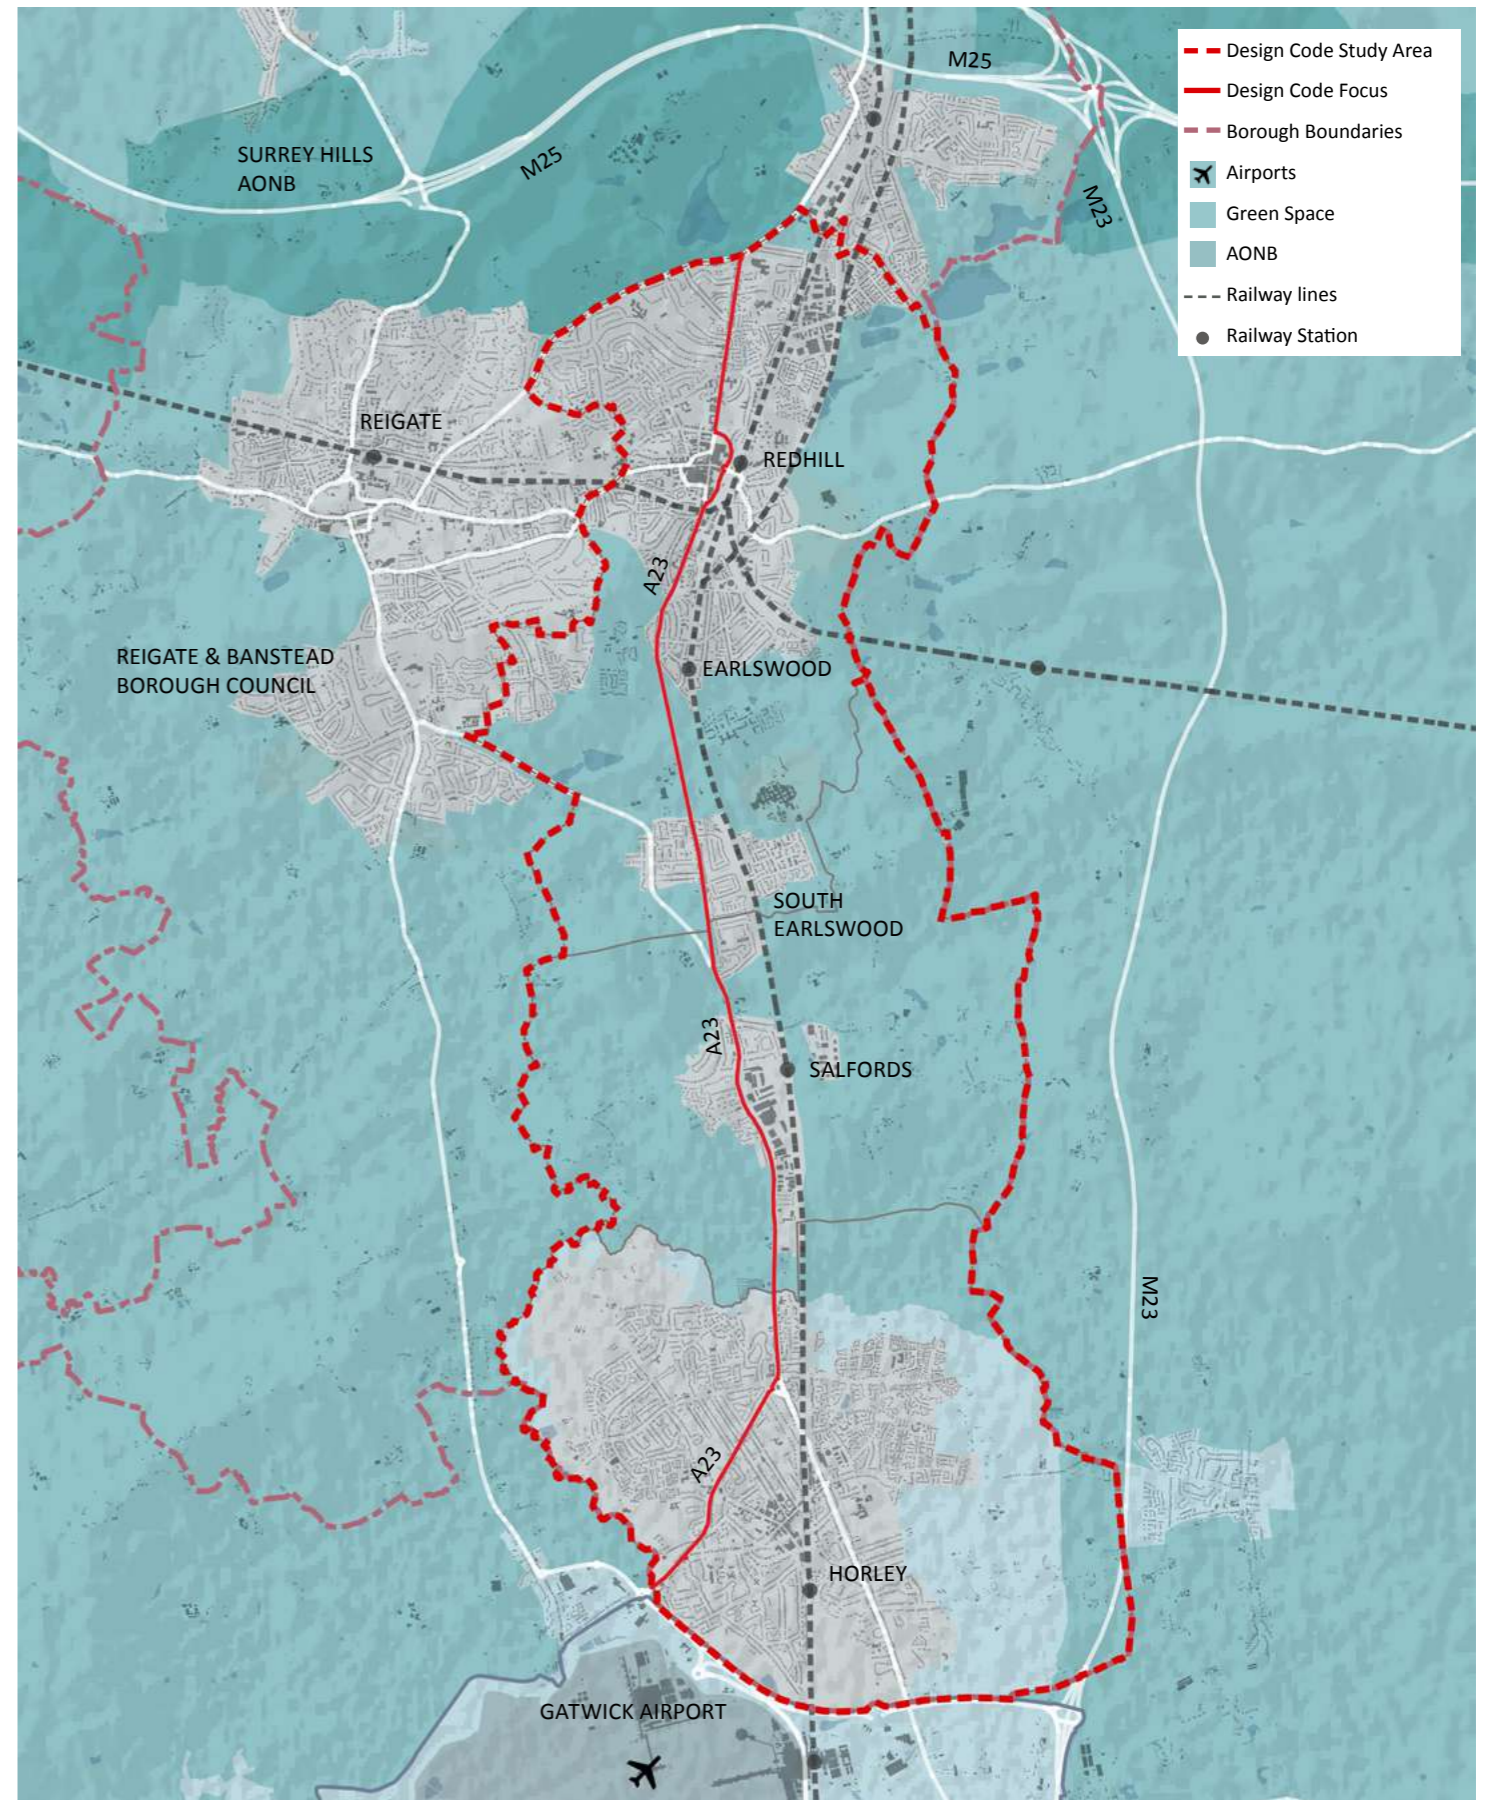 M25
Design Code Study Area
Design Code Focus
Borough Boundaries
Airports
Green Space
AONB
Railway lines
Railway Station
SURREY HILLS
AONB
M25
M23
REIGATE
REDHILL
A23
REIGATE & BANSTEAD
BOROUGH COUNCIL
EARLSWOOD
SOUTH
EARLSWOOD
A23
SALFORDS
M23
A23
HORLEY
GATWICK AIRPORT